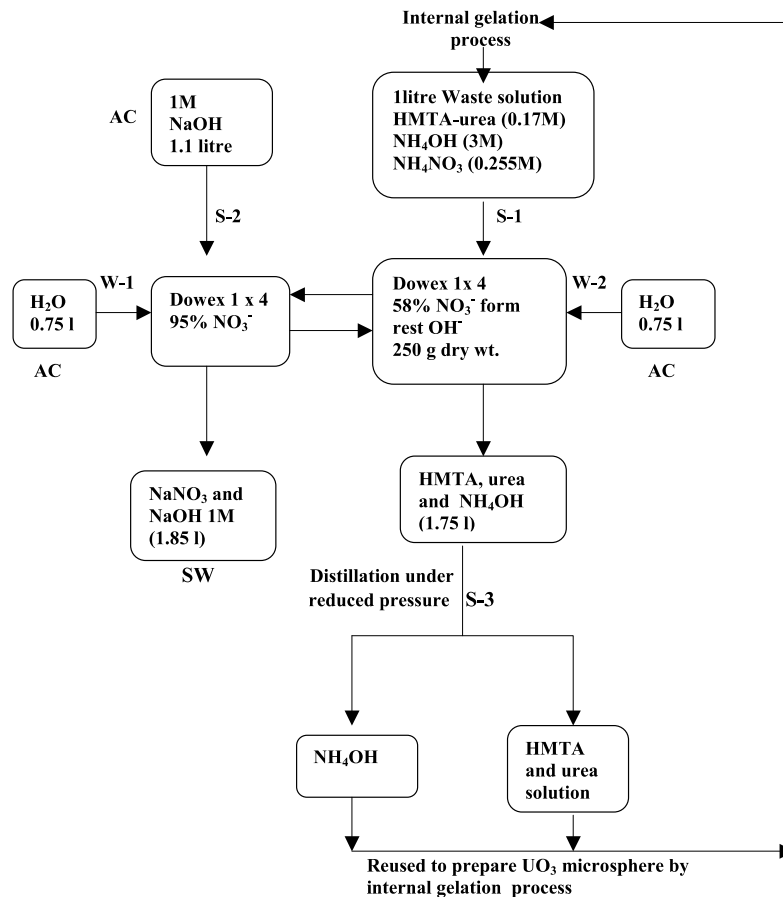 Internal gelation
process
1M
NaOH
1.1 litre
AC
1litre Waste solution
HMTA-urea (0.17M)
NH₄OH (3M)
NH₄NO₃ (0.255M)
S-2
S-1
W-1
W-2
H₂O
0.75 l
AC
Dowex 1 x 4
95% NO₃⁻
Dowex 1x 4
58% NO₃⁻ form
rest OH⁻
250 g dry wt.
H₂O
0.75 l
AC
NaNO₃ and
NaOH 1M
(1.85 l)
SW
HMTA, urea
and NH₄OH
(1.75 l)
Distillation under
reduced pressure
S-3
NH₄OH
HMTA
and urea
solution
Reused to prepare UO₃ microsphere by
internal gelation process